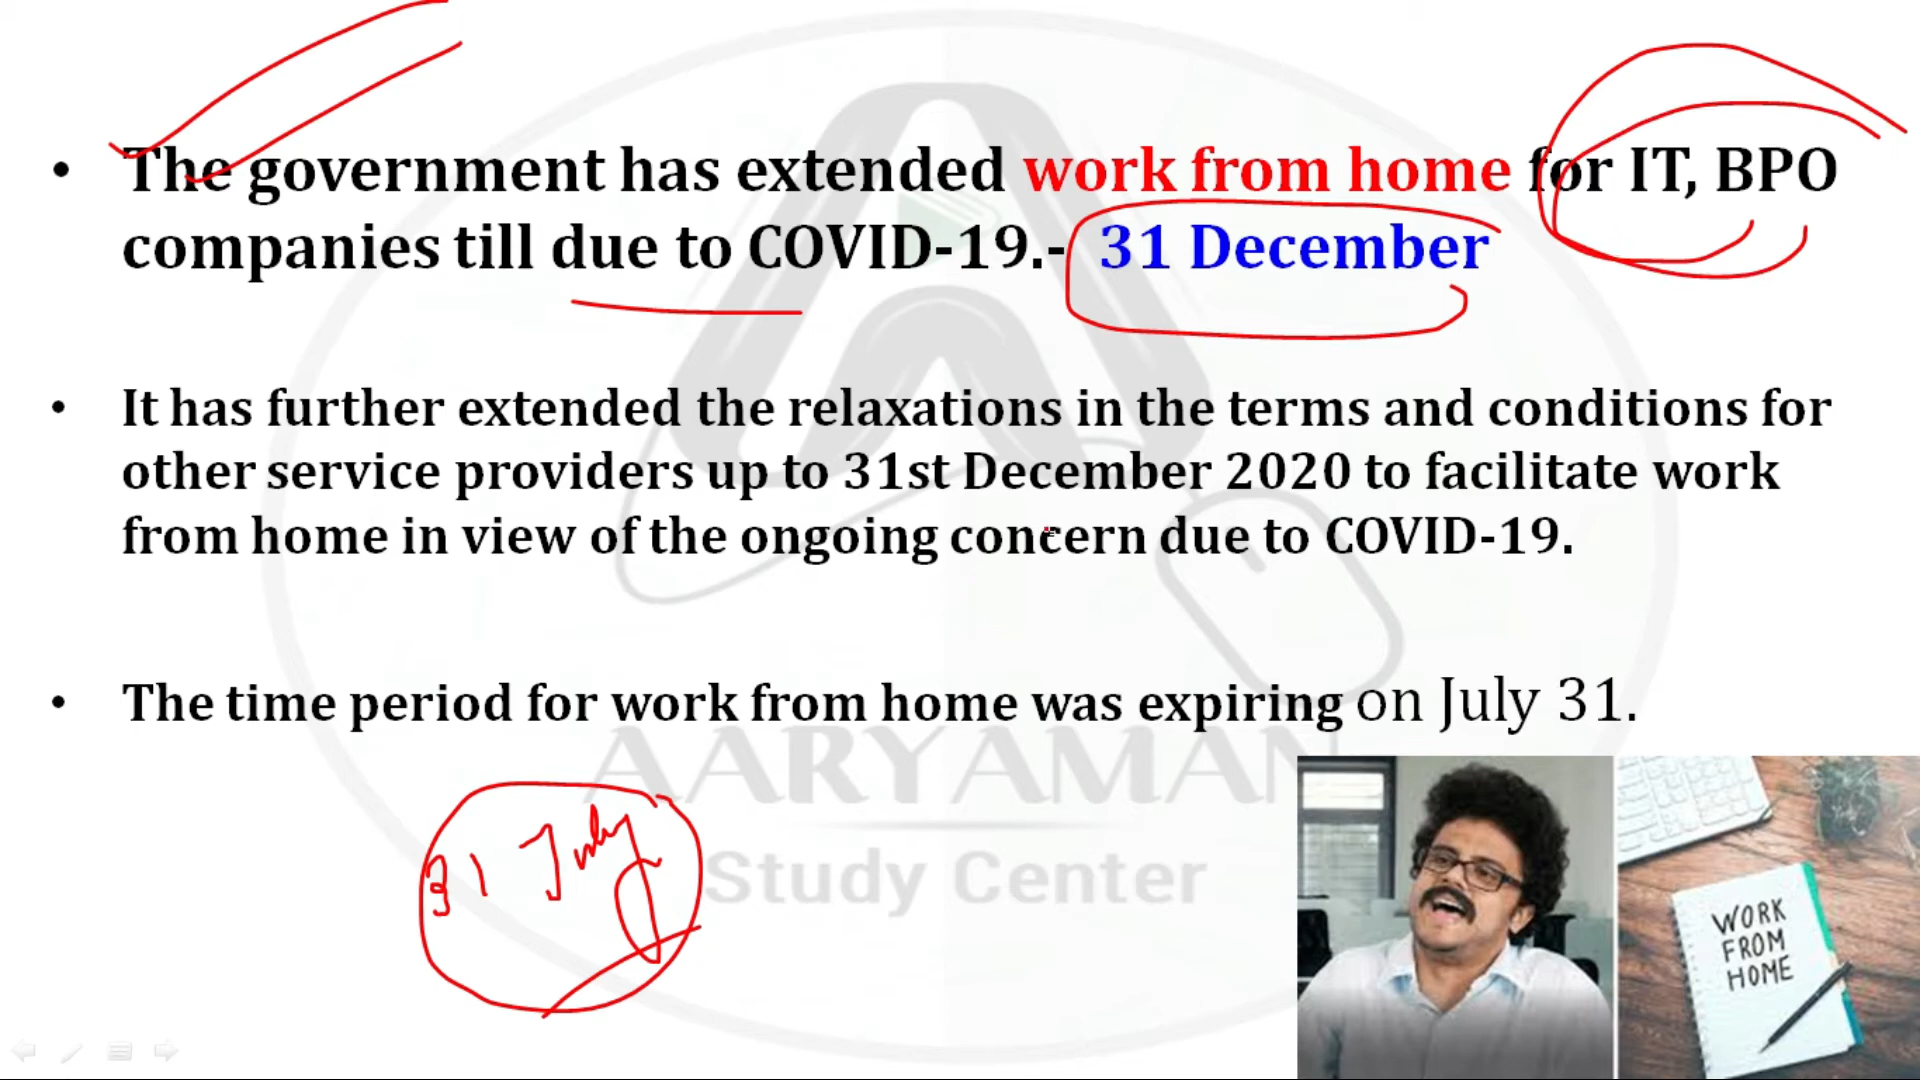 • The government has extended work from home for IT, BPO
companies till due to COVID-19.- 31 December
• It has further extended the relaxations in the terms and conditions for
other service providers up to 31st December 2020 to facilitate work
from home in view of the ongoing concern due to COVID-19.
• The time period for work from home was expiring on July 31.
AARYAMAN
Study Center
31 July
WORK
FROM
HOME